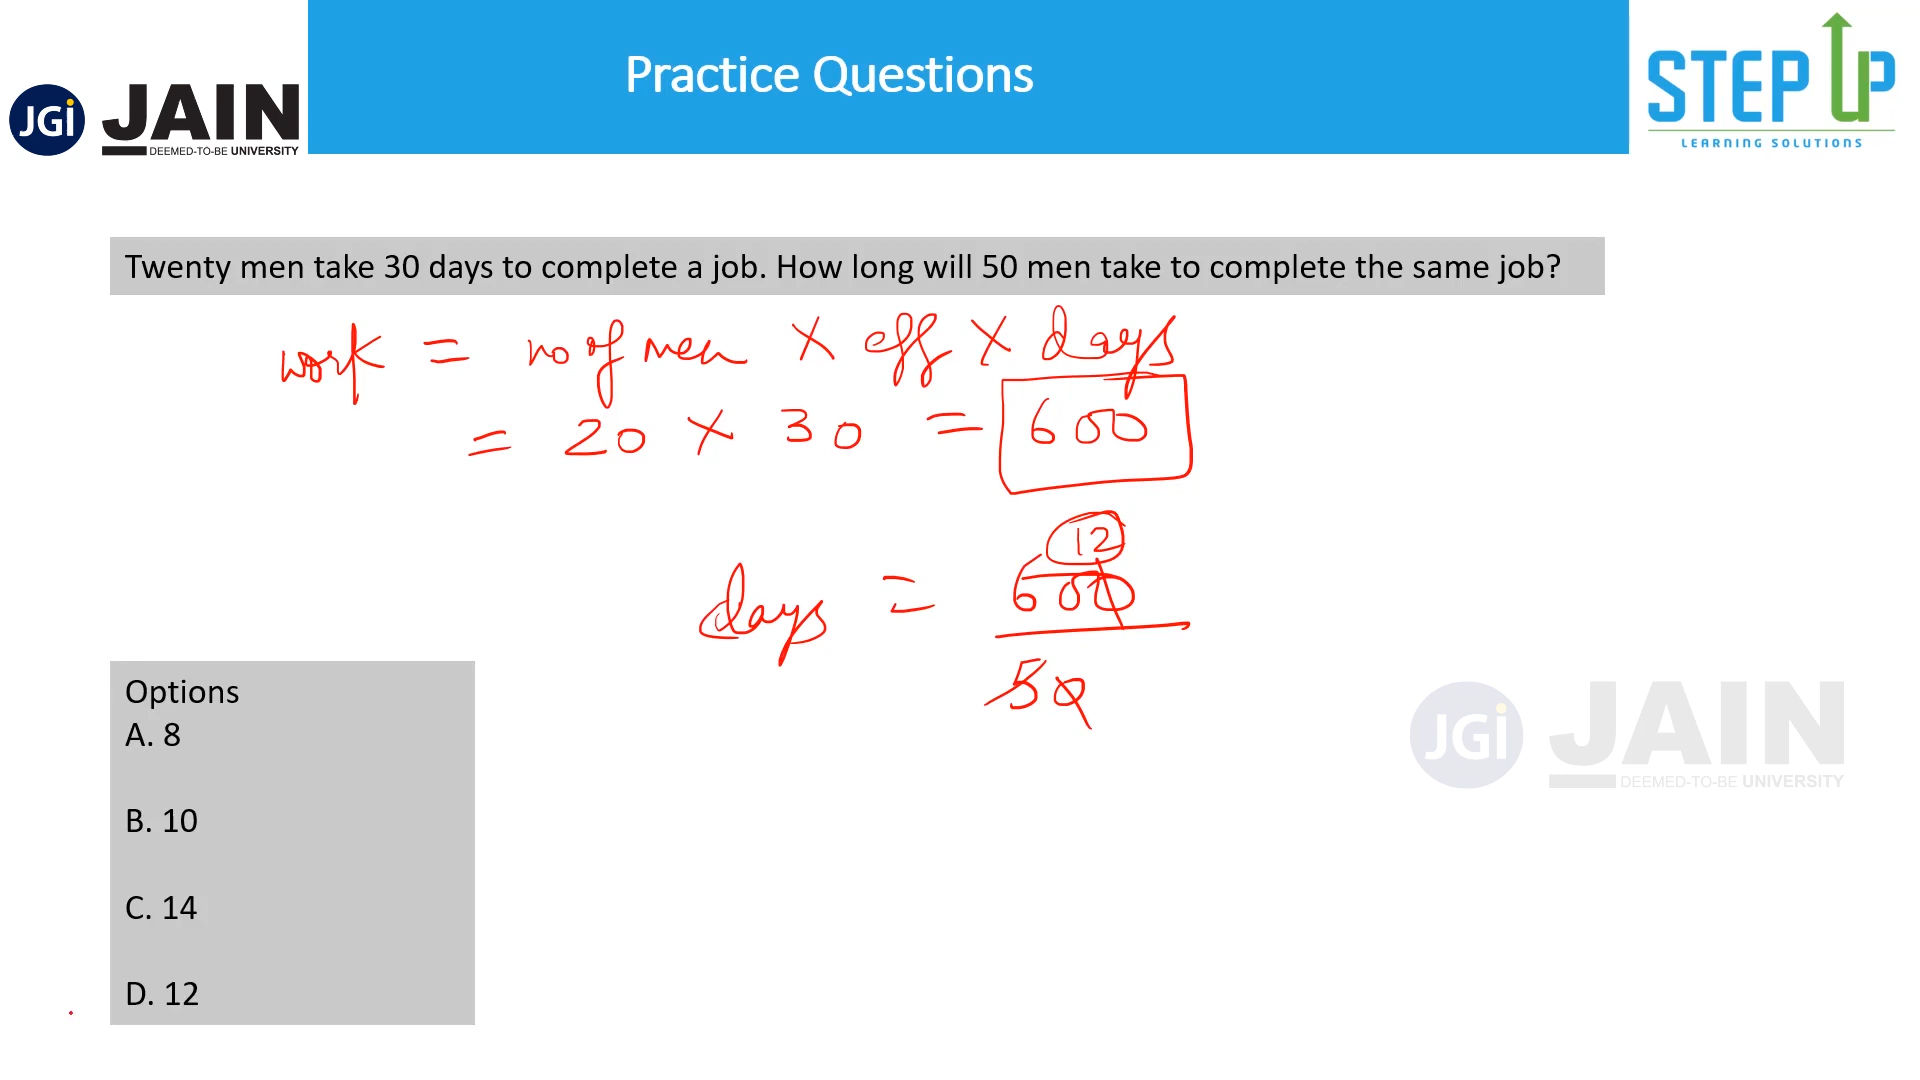 Practice Questions
JGi JAIN
DEEMED-TO-BE UNIVERSITY
STEP UP
LEARNING SOLUTIONS
Twenty men take 30 days to complete a job. How long will 50 men take to complete the same job?
work = no of men X eff X days
= 20 X 30 = 600
12
days = 600
50
Options
A. 8
B. 10
C. 14
D. 12
JGi JAIN
DEEMED-TO-BE UNIVERSITY